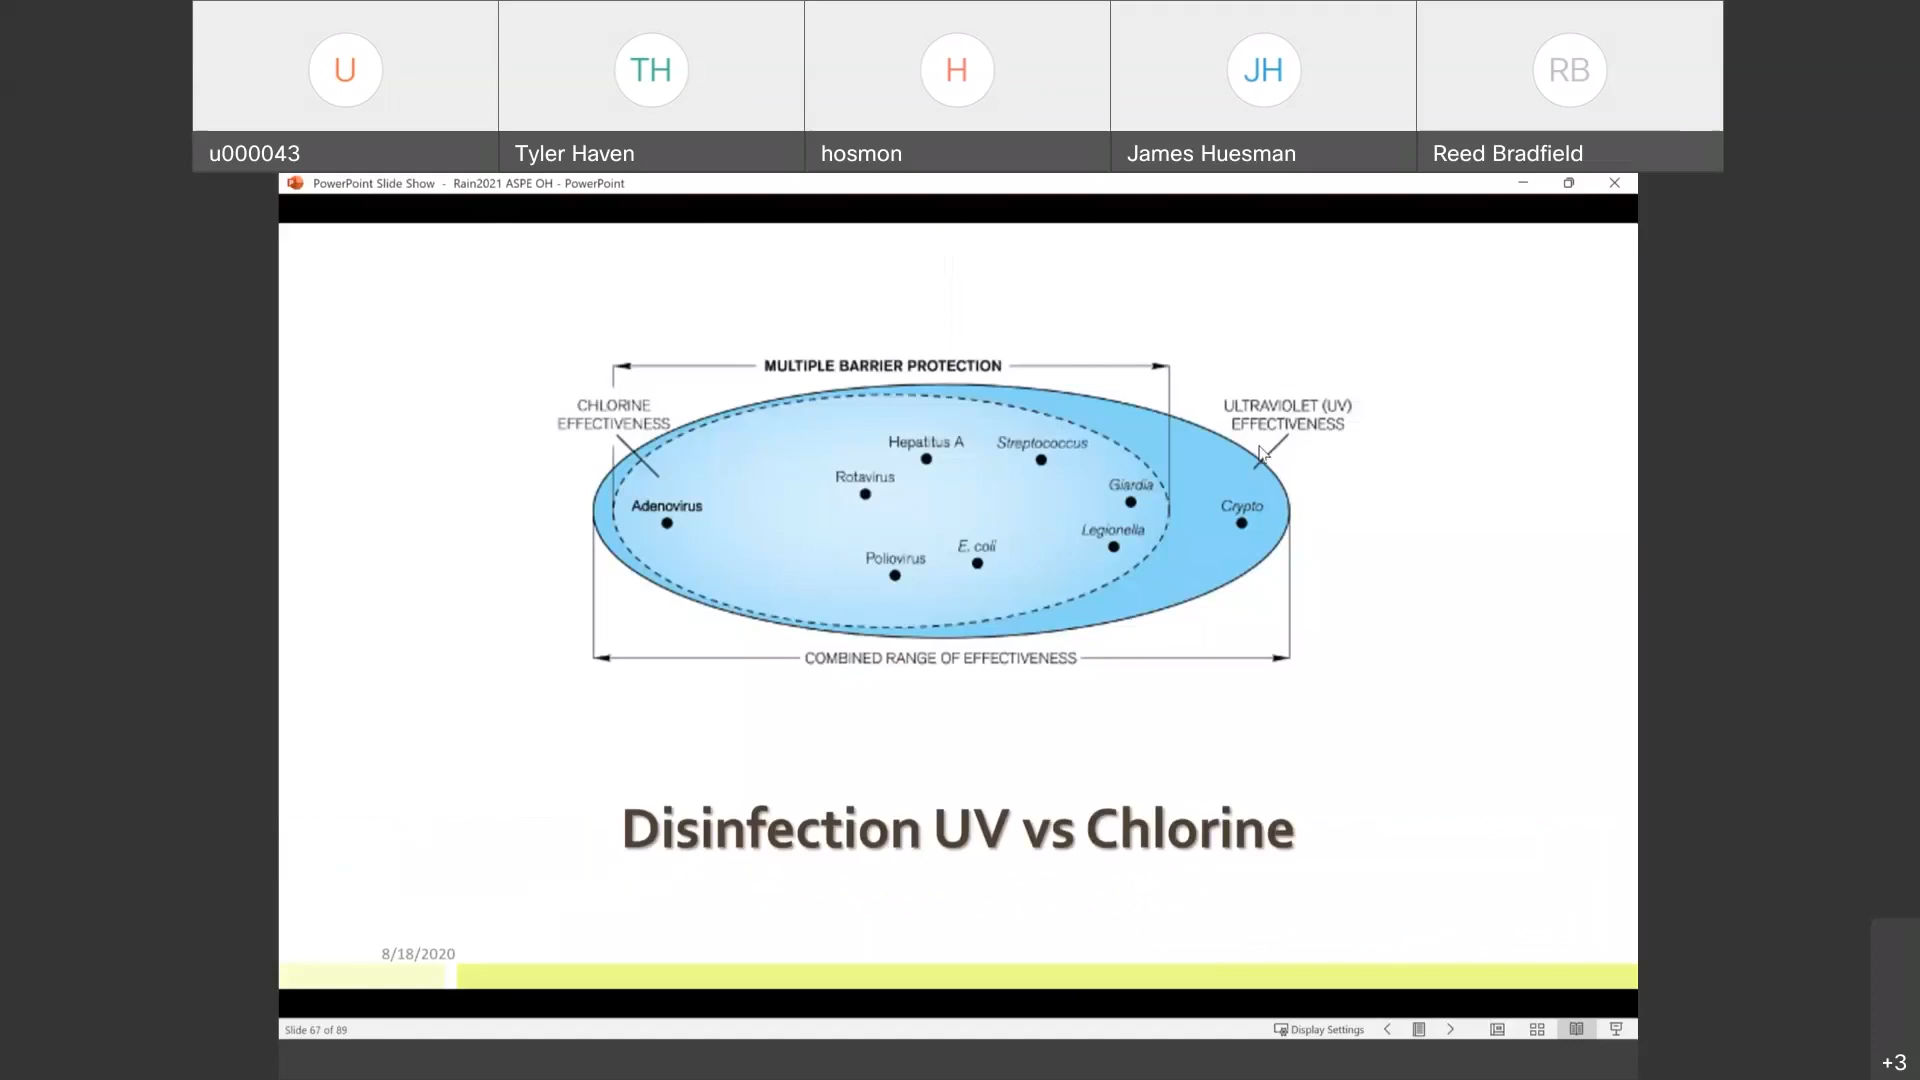 U
TH
H
JH
RB
u000043
Tyler Haven
hosmon
James Huesman
Reed Bradfield
PowerPoint Slide Show - Rain2021 ASPE OH - PowerPoint
MULTIPLE BARRIER PROTECTION
CHLORINE
EFFECTIVENESS
ULTRAVIOLET (UV)
EFFECTIVENESS
Hepatitus A
Streptococcus
Rotavirus
Giardia
Adenovirus
Crypto
Legionella
E. coli
Poliovirus
COMBINED RANGE OF EFFECTIVENESS
Disinfection UV vs Chlorine
8/18/2020
Slide 67 of 89
Display Settings
+3